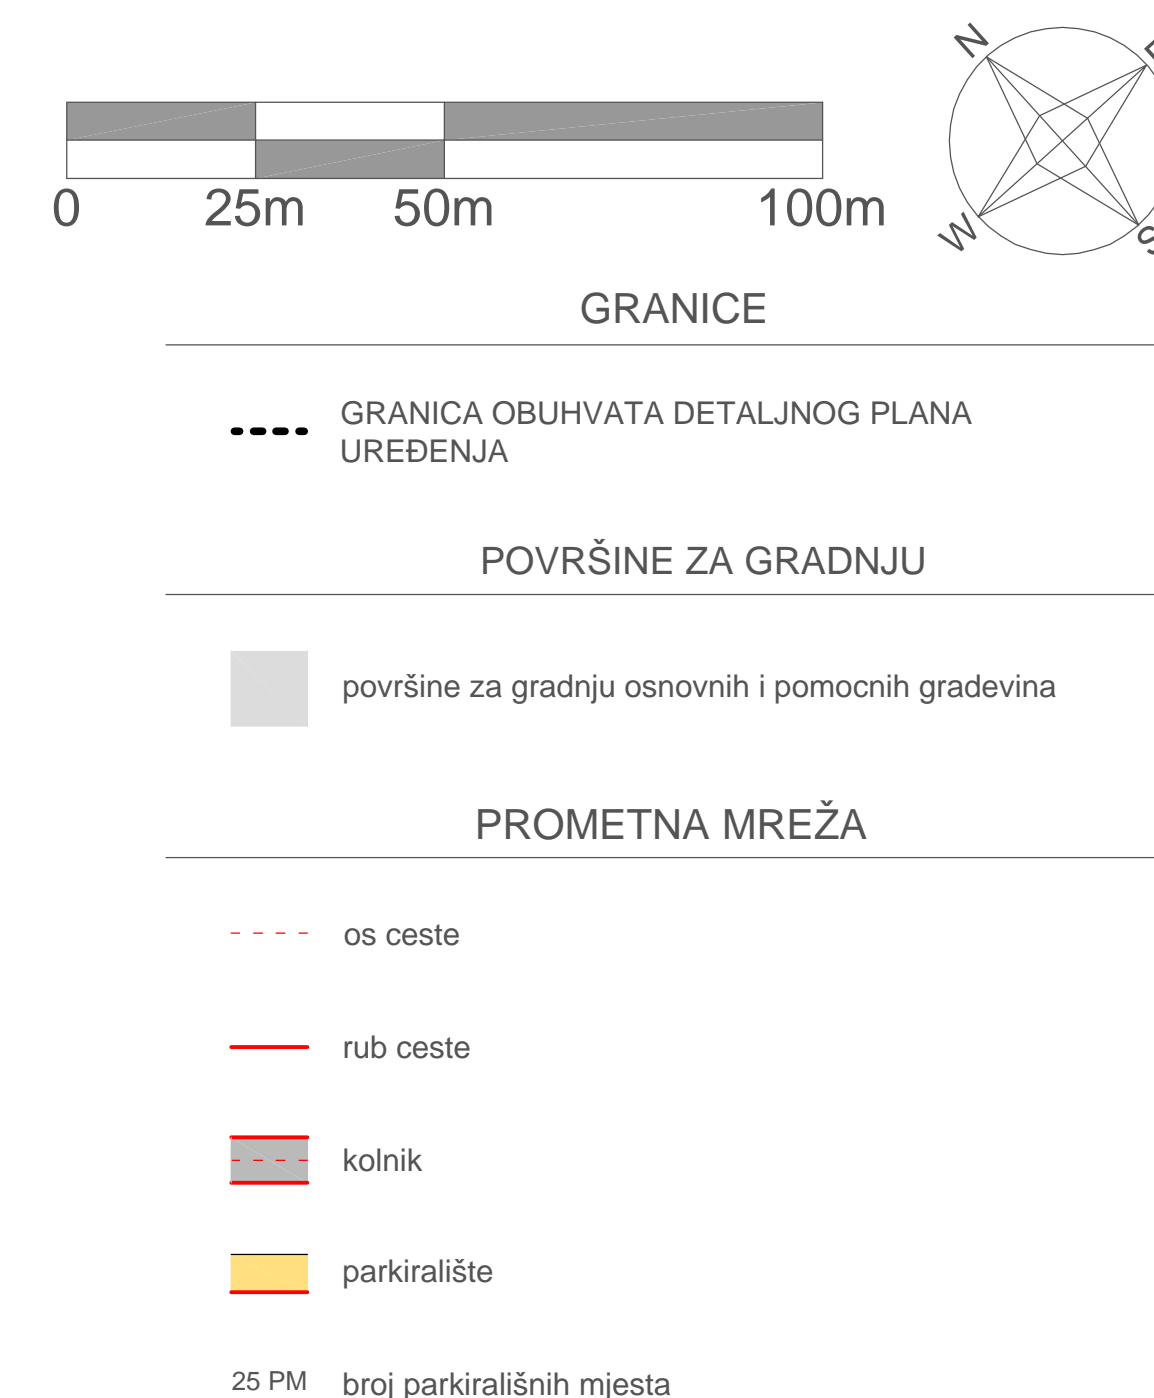 N
0 25m 50m 100m
W S
GRANICE
GRANICA OBUHVATA DETALJNOG PLANA
UREĐENJA
POVRŠINE ZA GRADNJU
površine za gradnju osnovnih i pomocnih gradevina
PROMETNA MREŽA
os ceste
rub ceste
kolnik
parkiralište
25 PM broj parkirališnih mjesta